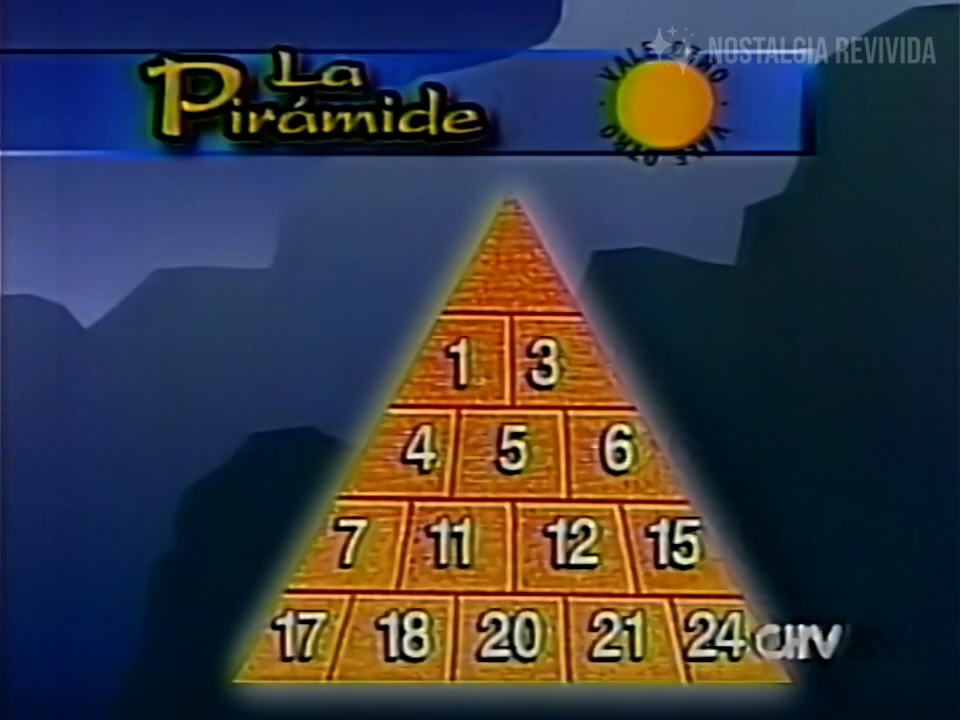 NOSTALGIA REVIVIDA
La
Pirámide
VALE OTRO
VALE OTRO
1 3
4 5 6
7 11 12 15
17 18 20 21 24
CHV